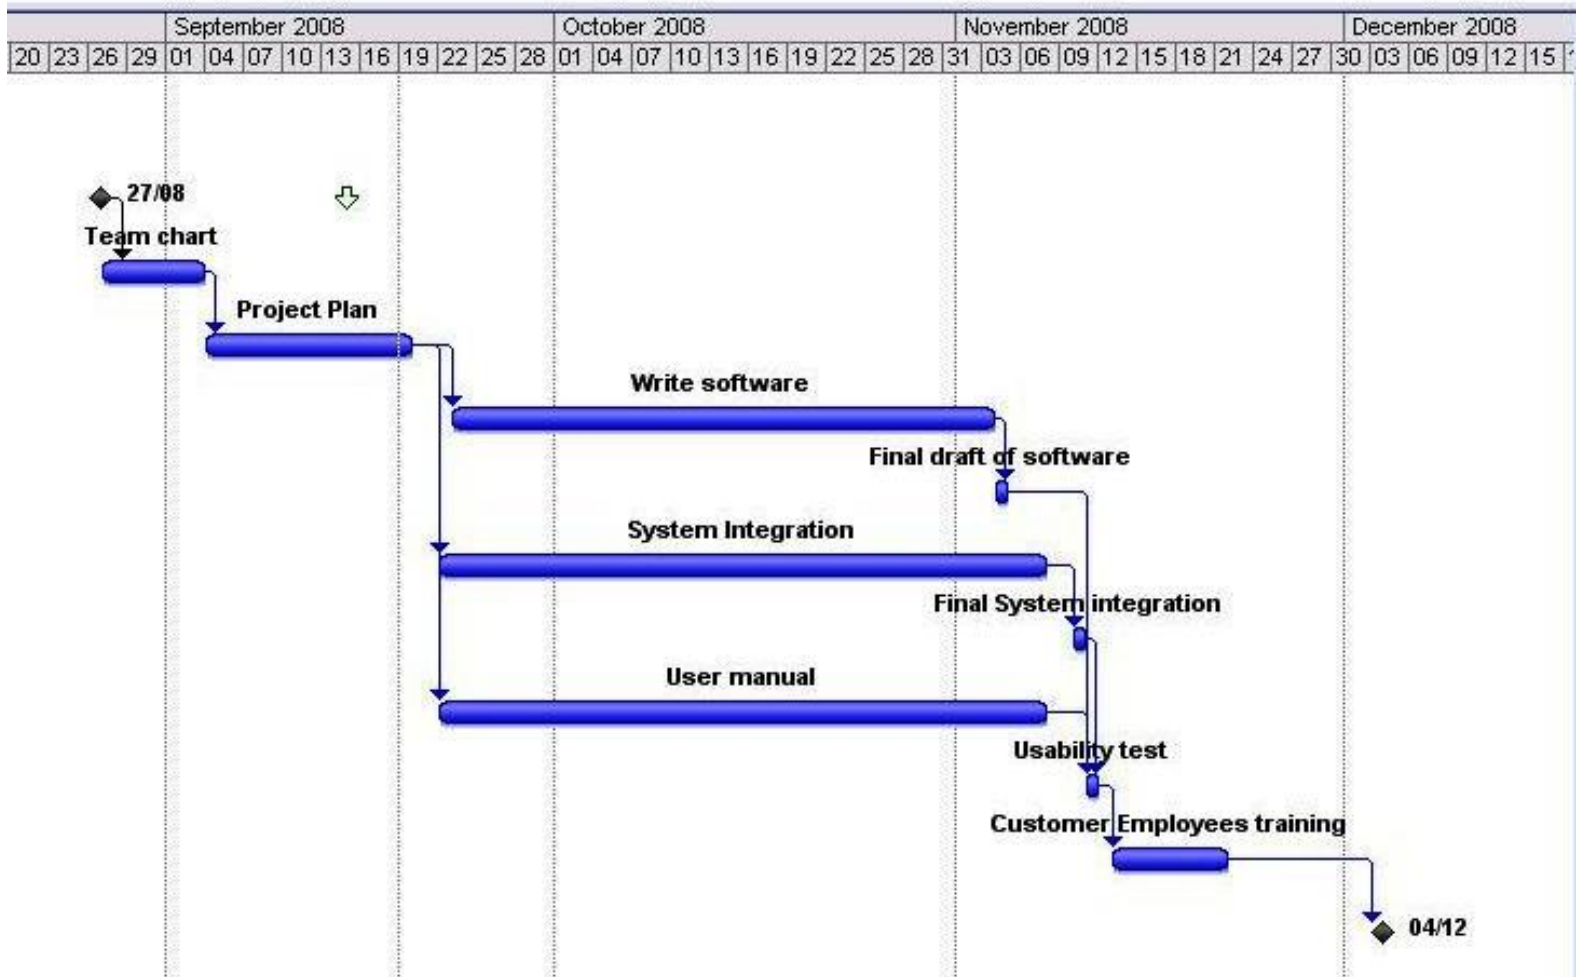 September 2008 October 2008 November 2008 December 2008
20 23 26 29 01 04 07 10 13 16 19 22 25 28 01 04 07 10 13 16 19 22 25 28 31 03 06 09 12 15 18 21 24 27 30 03 06 09 12 15
27/08
Team chart
Project Plan
Write software
Final draft of software
System Integration
Final System integration
User manual
Usability test
Customer Employees training
04/12